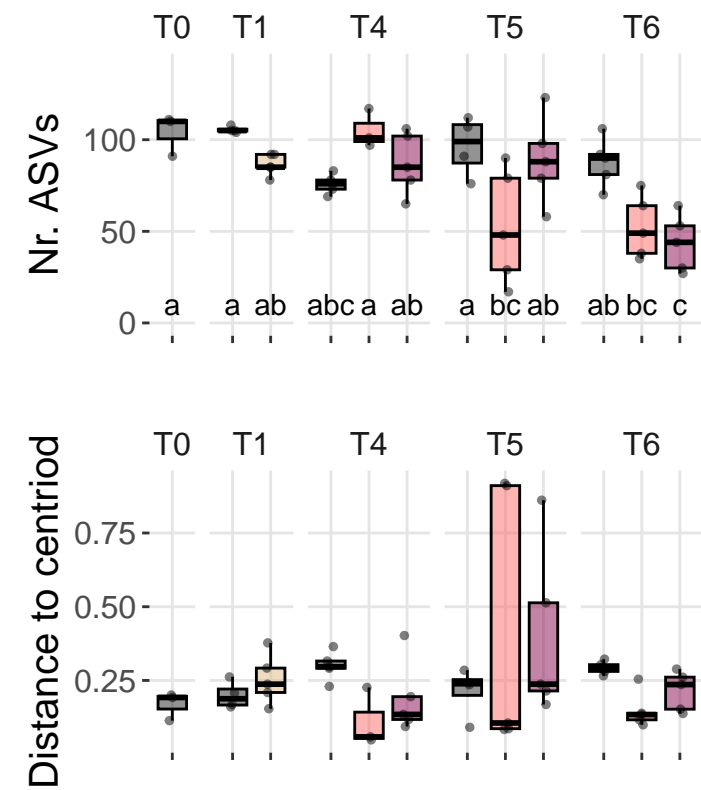 T0 T1 T4 T5 T6
Nr. ASVs
100
50
0
a a ab abc a ab a bc ab ab bc c
T0 T1 T4 T5 T6
Distance to centriod
0.75
0.50
0.25